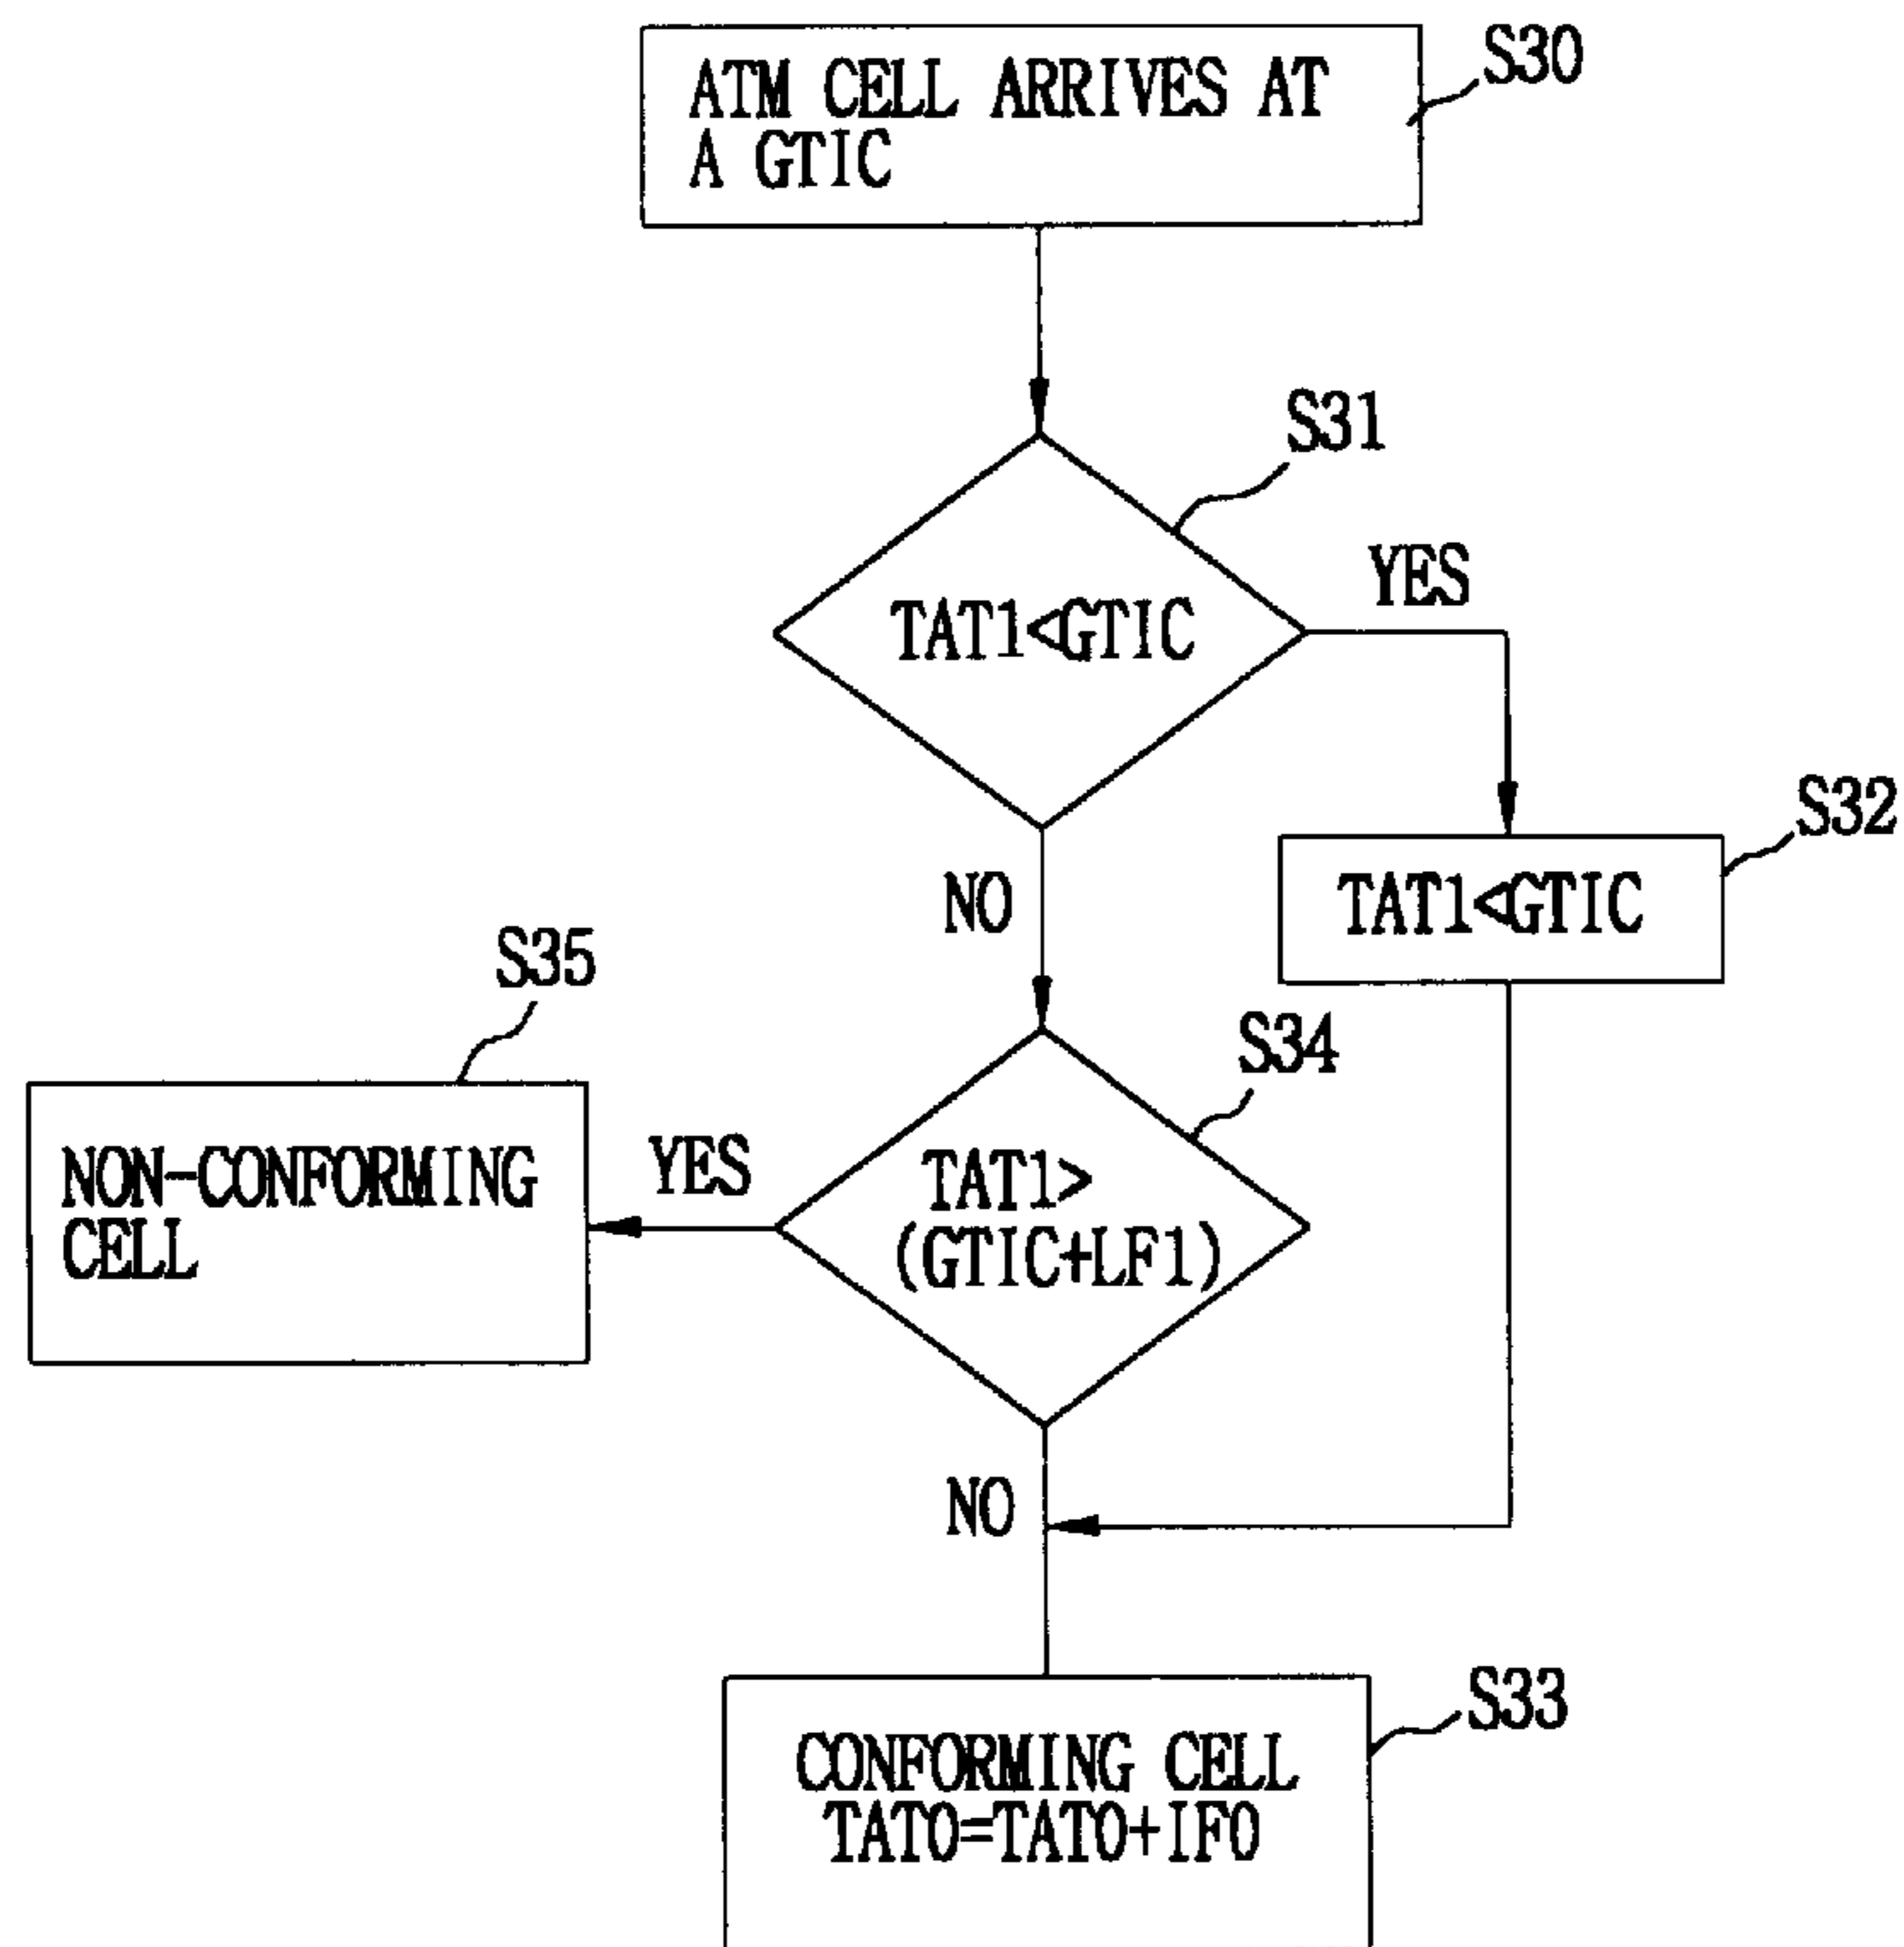 ATM CELL ARRIVES AT
A GTIC
S30
S31
TAT1<GTIC
YES
NO
S32
TAT1<GTIC
S35
NON-CONFORMING
CELL
S34
YES
TAT1>
(GTIC+LF1)
NO
S33
CONFORMING CELL
TAT0=TAT0+IF0